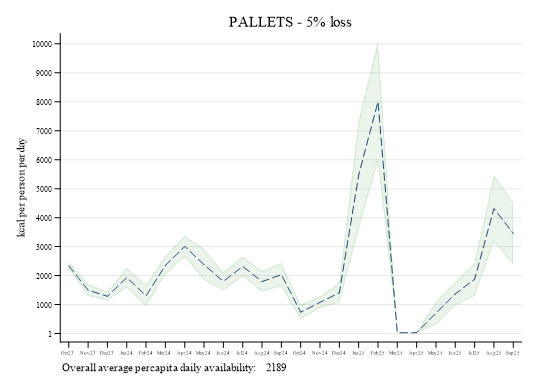 PALLETS - 5% loss
kcal per person per day
10000
9000
8000
7000
6000
5000
4000
3000
2000
1000
1
Oct23 Nov23 Dec23 Jan24 Feb24 Mar24 Apr24 May24 Jun24 Jul24 Aug24 Sep24 Oct24 Nov24 Dec24 Jan25 Feb25 Mar25 Apr25 May25 Jun25 Jul25 Aug25 Sep25
Overall average percapita daily availability: 2189